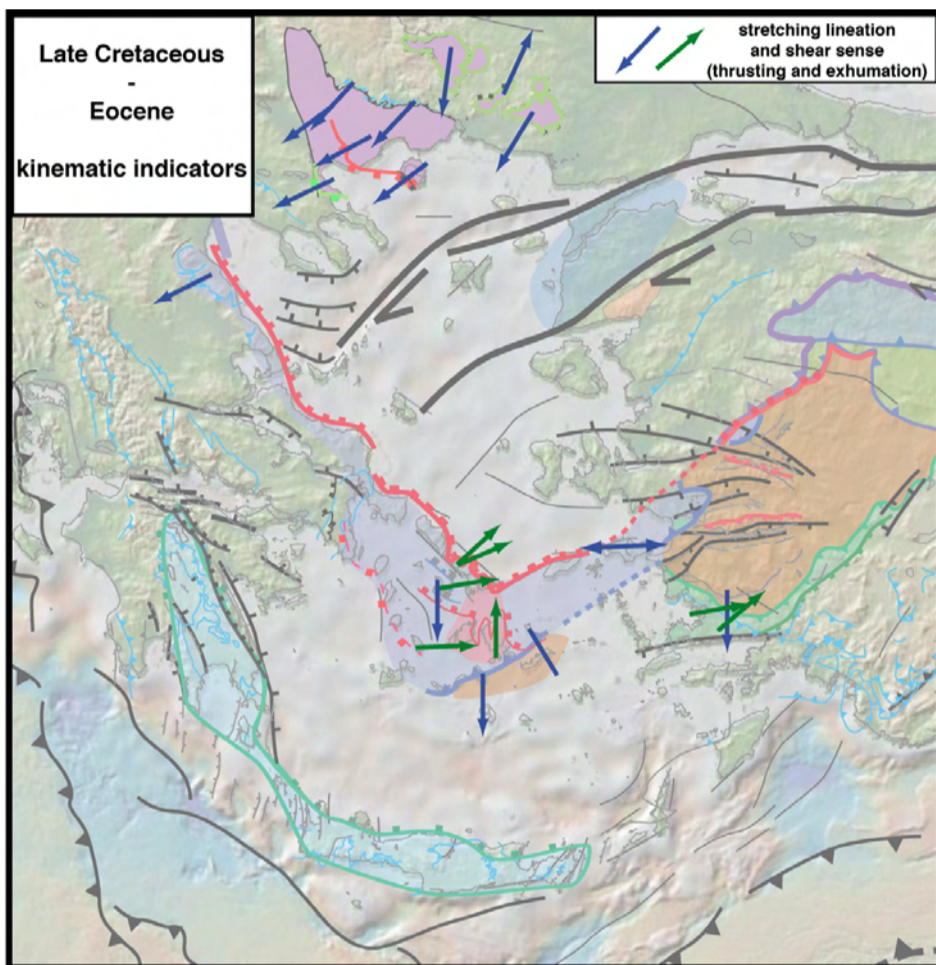 Late Cretaceous
-
Eocene
kinematic indicators
stretching lineation
and shear sense
(thrusting and exhumation)